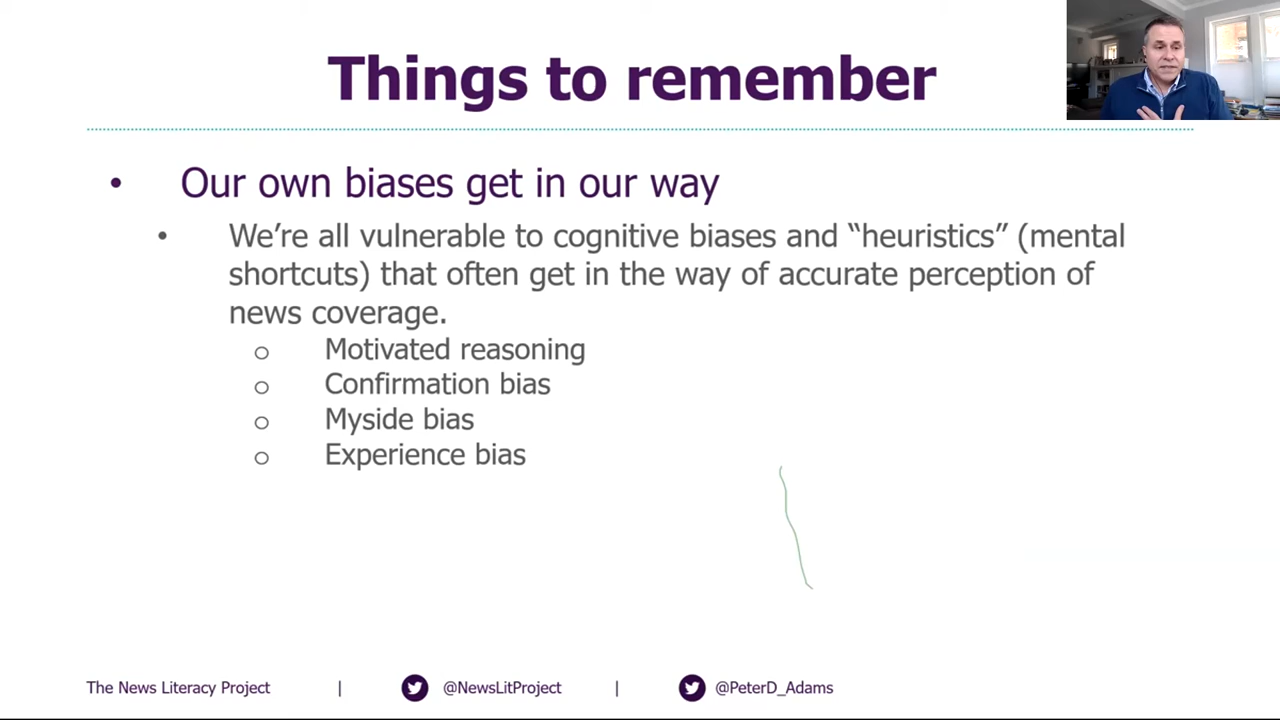 Things to remember
• Our own biases get in our way
• We’re all vulnerable to cognitive biases and “heuristics” (mental
shortcuts) that often get in the way of accurate perception of
news coverage.
o Motivated reasoning
o Confirmation bias
o Myside bias
o Experience bias
The News Literacy Project | @NewsLitProject | @PeterD_Adams